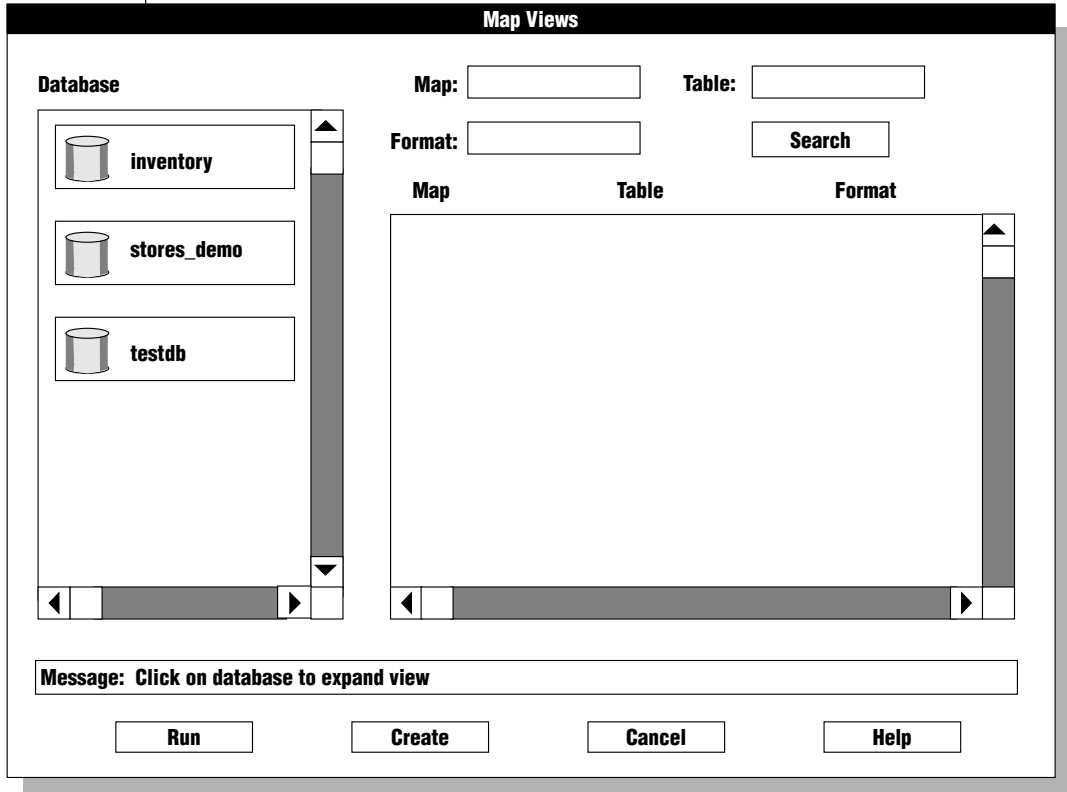 Map Views
Database
Map:
Table:
Format:
Search
inventory
stores_demo
testdb
Map Table Format
Message: Click on database to expand view
Run Create Cancel Help